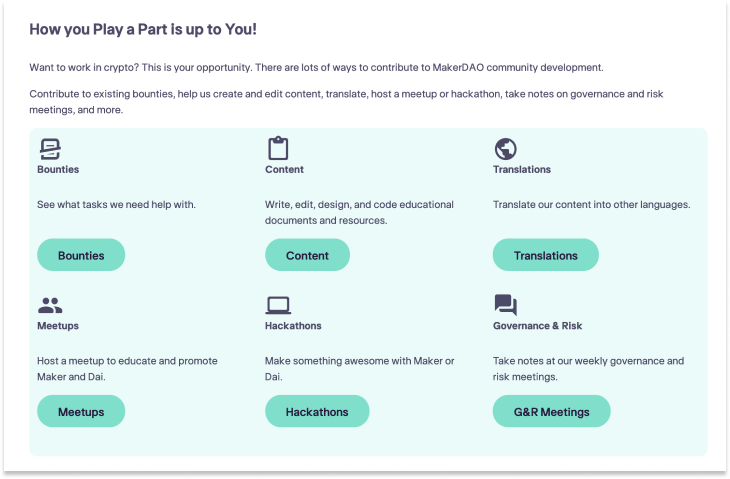 How you Play a Part is up to You!
Want to work in crypto? This is your opportunity. There are lots of ways to contribute to MakerDAO community development.
Contribute to existing bounties, help us create and edit content, translate, host a meetup or hackathon, take notes on governance and risk
meetings, and more.
Bounties
See what tasks we need help with.
Bounties
Content
Write, edit, design, and code educational
documents and resources.
Content
Translations
Translate our content into other languages.
Translations
Meetups
Host a meetup to educate and promote
Maker and Dai.
Meetups
Hackathons
Make something awesome with Maker or
Dai.
Hackathons
Governance & Risk
Take notes at our weekly governance and
risk meetings.
G&R Meetings